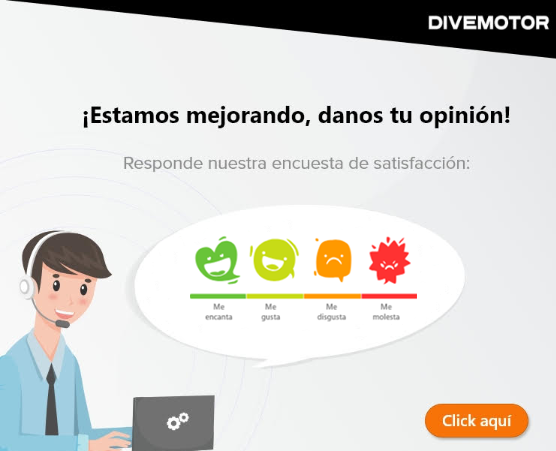 DIVEMOTOR
¡Estamos mejorando, danos tu opinión!
Responde nuestra encuesta de satisfacción:
Me encanta
Me gusta
Me disgusta
Me molesta
Click aquí